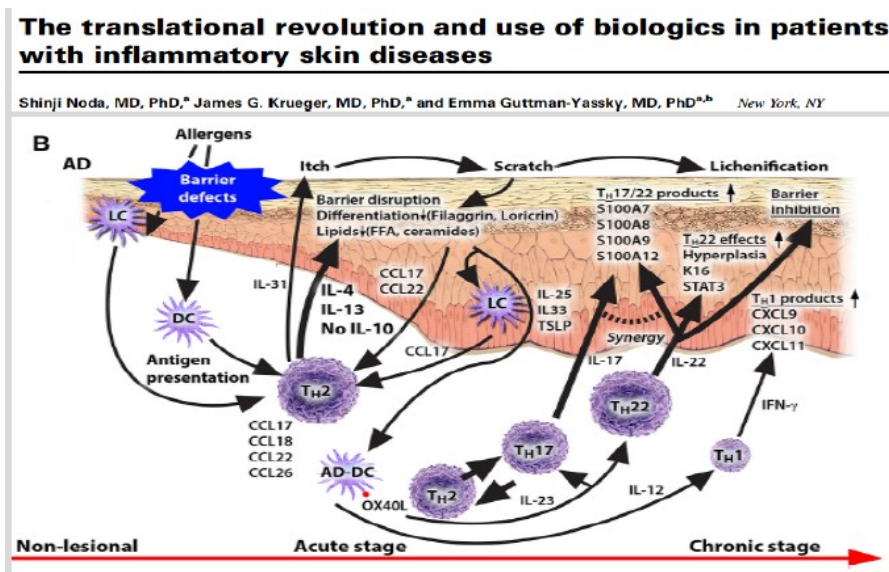 The translational revolution and use of biologics in patients
with inflammatory skin diseases
Shinji Noda, MD, PhD,ᵃ James G. Krueger, MD, PhD,ᵃ and Emma Guttman-Yassky, MD, PhDᵃ,ᵇ New York, NY
B
Allergens
AD
Itch
Scratch
Lichenification
Barrier
defects
LC
Barrier disruption
Differentiation↓(Filaggrin, Loricrin)
Lipids↓(FFA, ceramides)
TH17/22 products ↑
S100A7
S100A8
S100A9
S100A12
Barrier
inhibition
TH22 effects ↑
Hyperplasia
K16
STAT3
CCL17
CCL22
IL-31
IL-4
IL-13
No IL-10
LC
IL-25
IL33
TSLP
TH1 products ↑
CXCL9
CXCL10
CXCL11
DC
Synergy
Antigen
presentation
CCL17
IL-17
IL-22
TH2
TH22
IFN-γ
CCL17
CCL18
CCL22
CCL26
AD-DC
TH17
TH1
OX40L
TH2
IL-23
IL-12
Non-lesional
Acute stage
Chronic stage